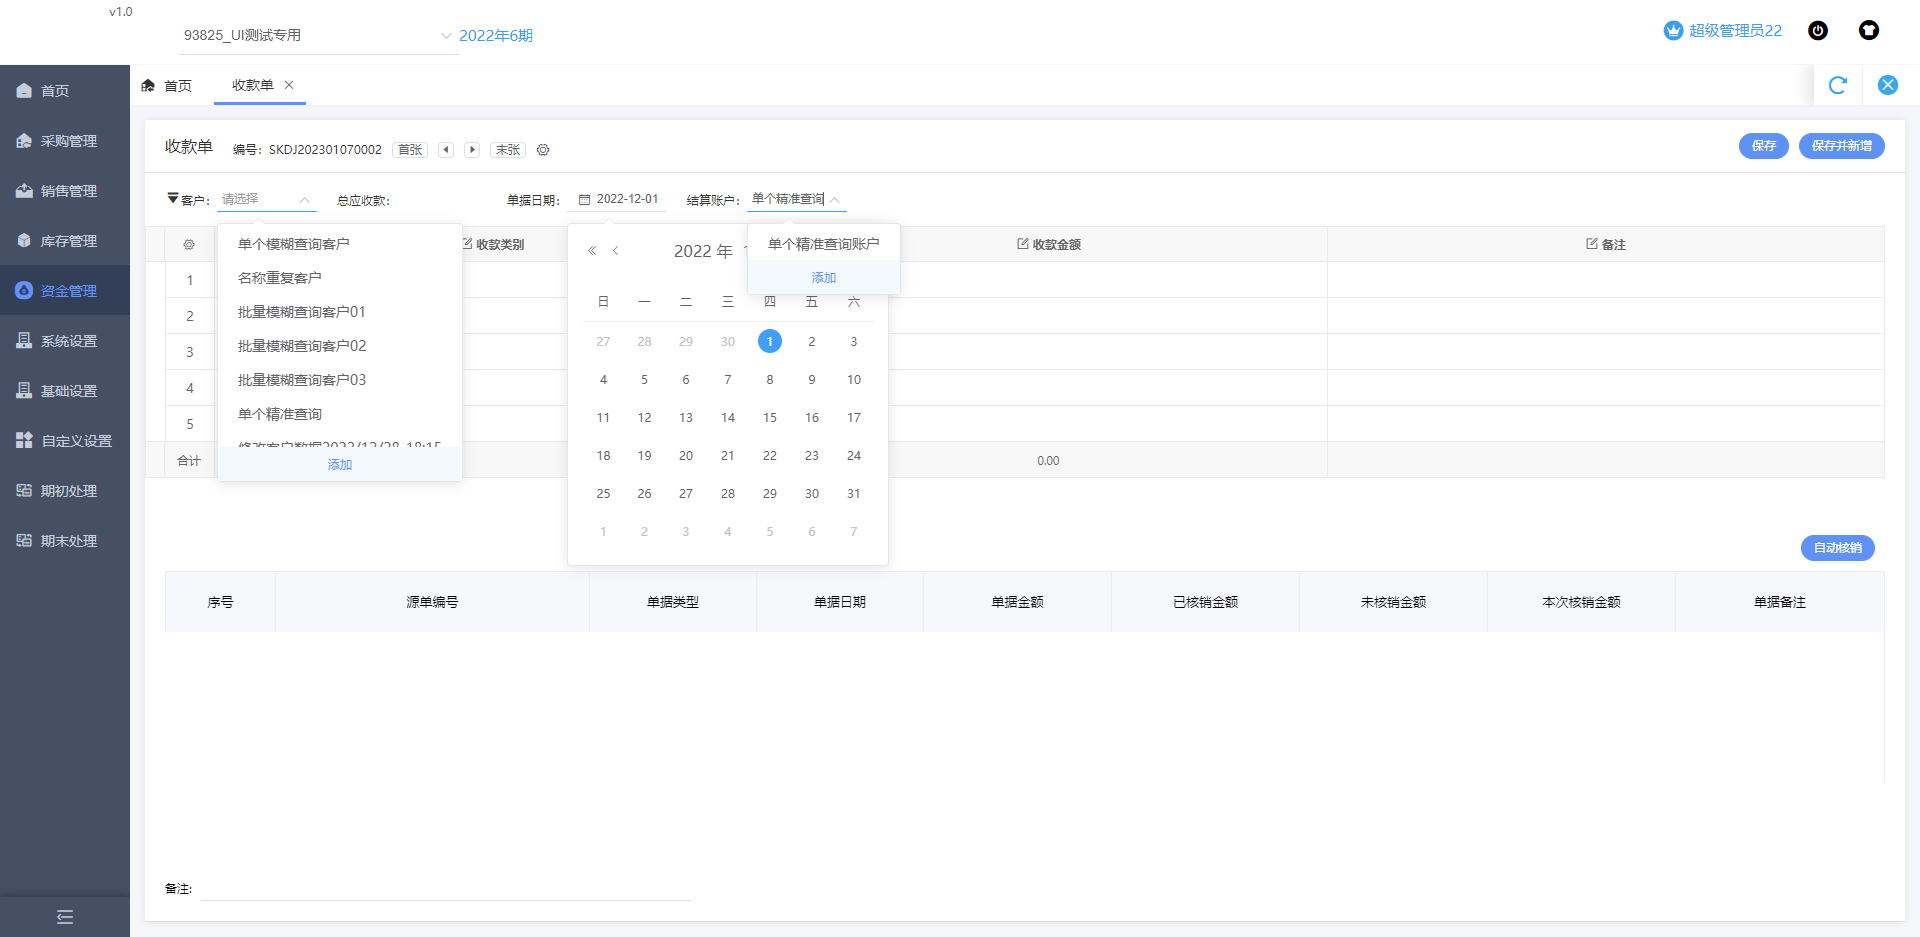 v1.0
93825_UI测试专用
2022年6期
超级管理员22
首页
采购管理
销售管理
库存管理
资金管理
系统设置
基础设置
自定义设置
期初处理
期末处理
首页
收款单
收款单
编号: SKDJ202301070002
首张
末张
保存
保存并新增
客户:
请选择
总应收款:
单据日期:
2022-12-01
结算账户:
单个精准查询
收款类别
收款金额
备注
1
2
3
4
5
合计
0.00
单个模糊查询客户
名称重复客户
批量模糊查询客户01
批量模糊查询客户02
批量模糊查询客户03
单个精准查询
修改客户数据2022/12/28-18:15
添加
2022 年
日 一 二 三 四 五 六
27 28 29 30 1 2 3
4 5 6 7 8 9 10
11 12 13 14 15 16 17
18 19 20 21 22 23 24
25 26 27 28 29 30 31
1 2 3 4 5 6 7
单个精准查询账户
添加
自动核销
序号 源单编号 单据类型 单据日期 单据金额 已核销金额 未核销金额 本次核销金额 单据备注
备注: